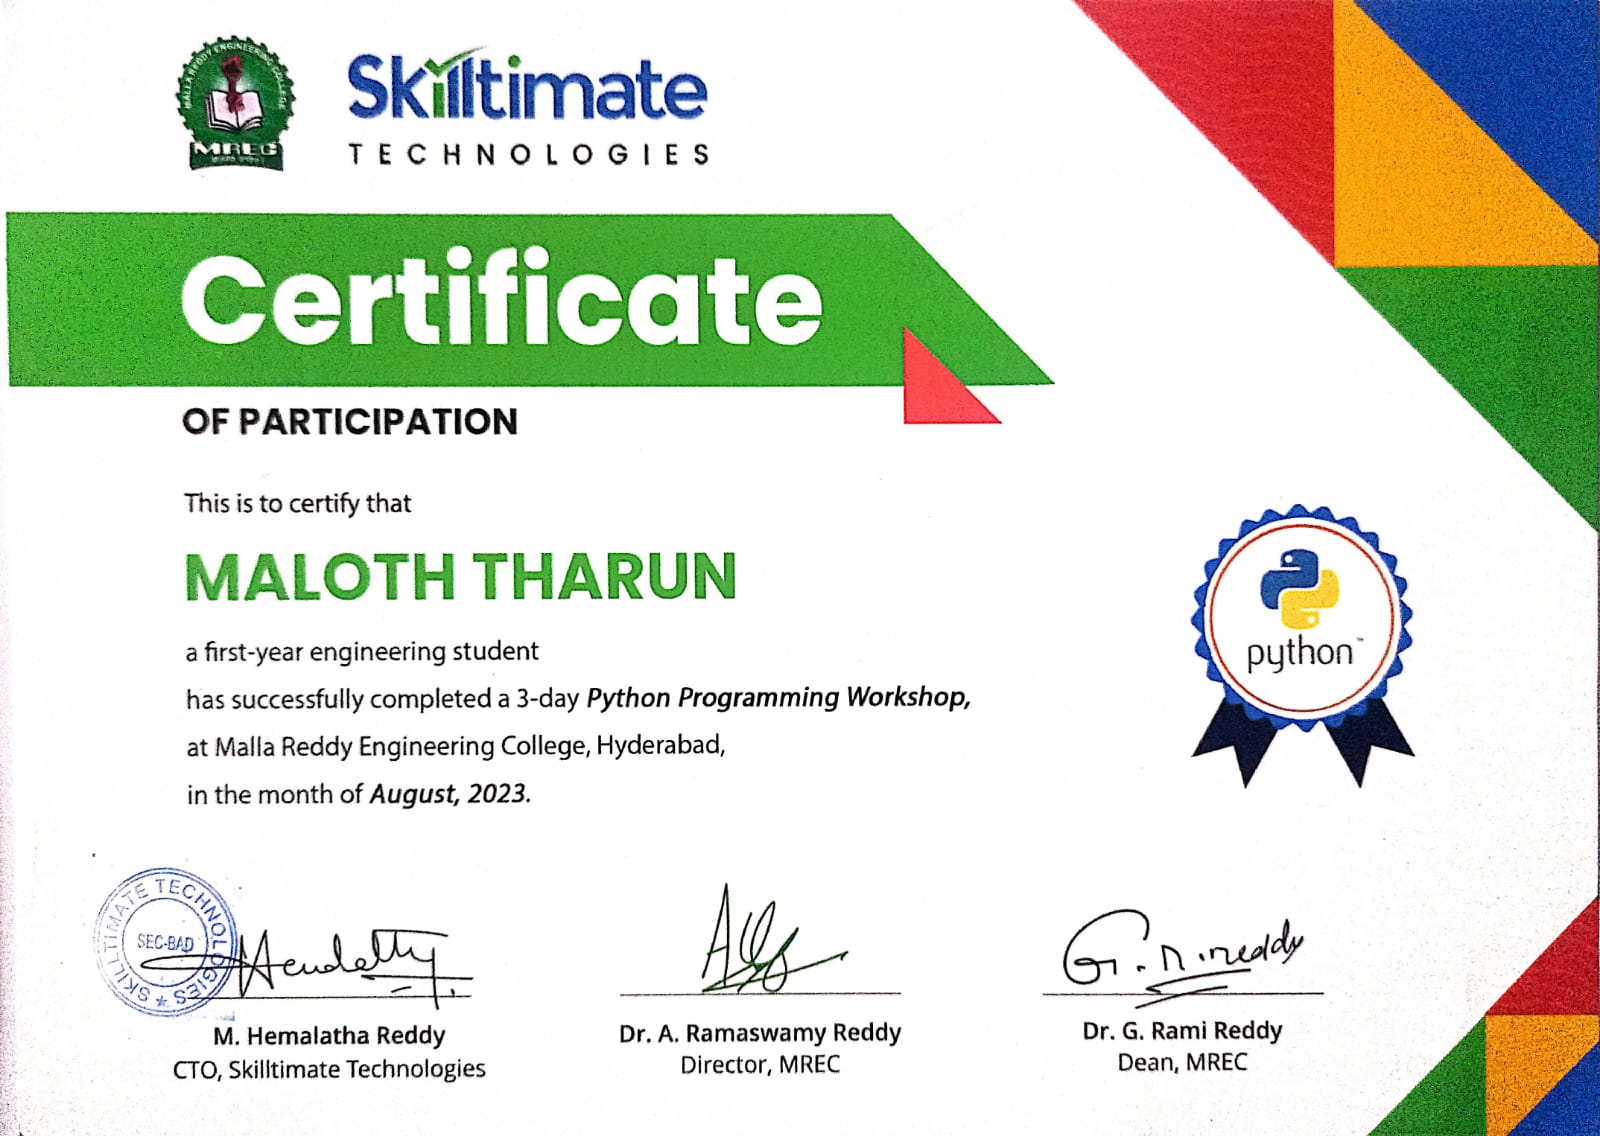 MALLA REDDY ENGINEERING COLLEGE
MREC
Skilltimate
TECHNOLOGIES
Certificate
OF PARTICIPATION
This is to certify that
MALOTH THARUN
a first-year engineering student
has successfully completed a 3-day Python Programming Workshop,
at Malla Reddy Engineering College, Hyderabad,
in the month of August, 2023.
python™
SKILLTIMATE TECHNOLOGIES ★
SEC-BAD
G. R. reddy
M. Hemalatha Reddy
CTO, Skilltimate Technologies
Dr. A. Ramaswamy Reddy
Director, MREC
Dr. G. Rami Reddy
Dean, MREC